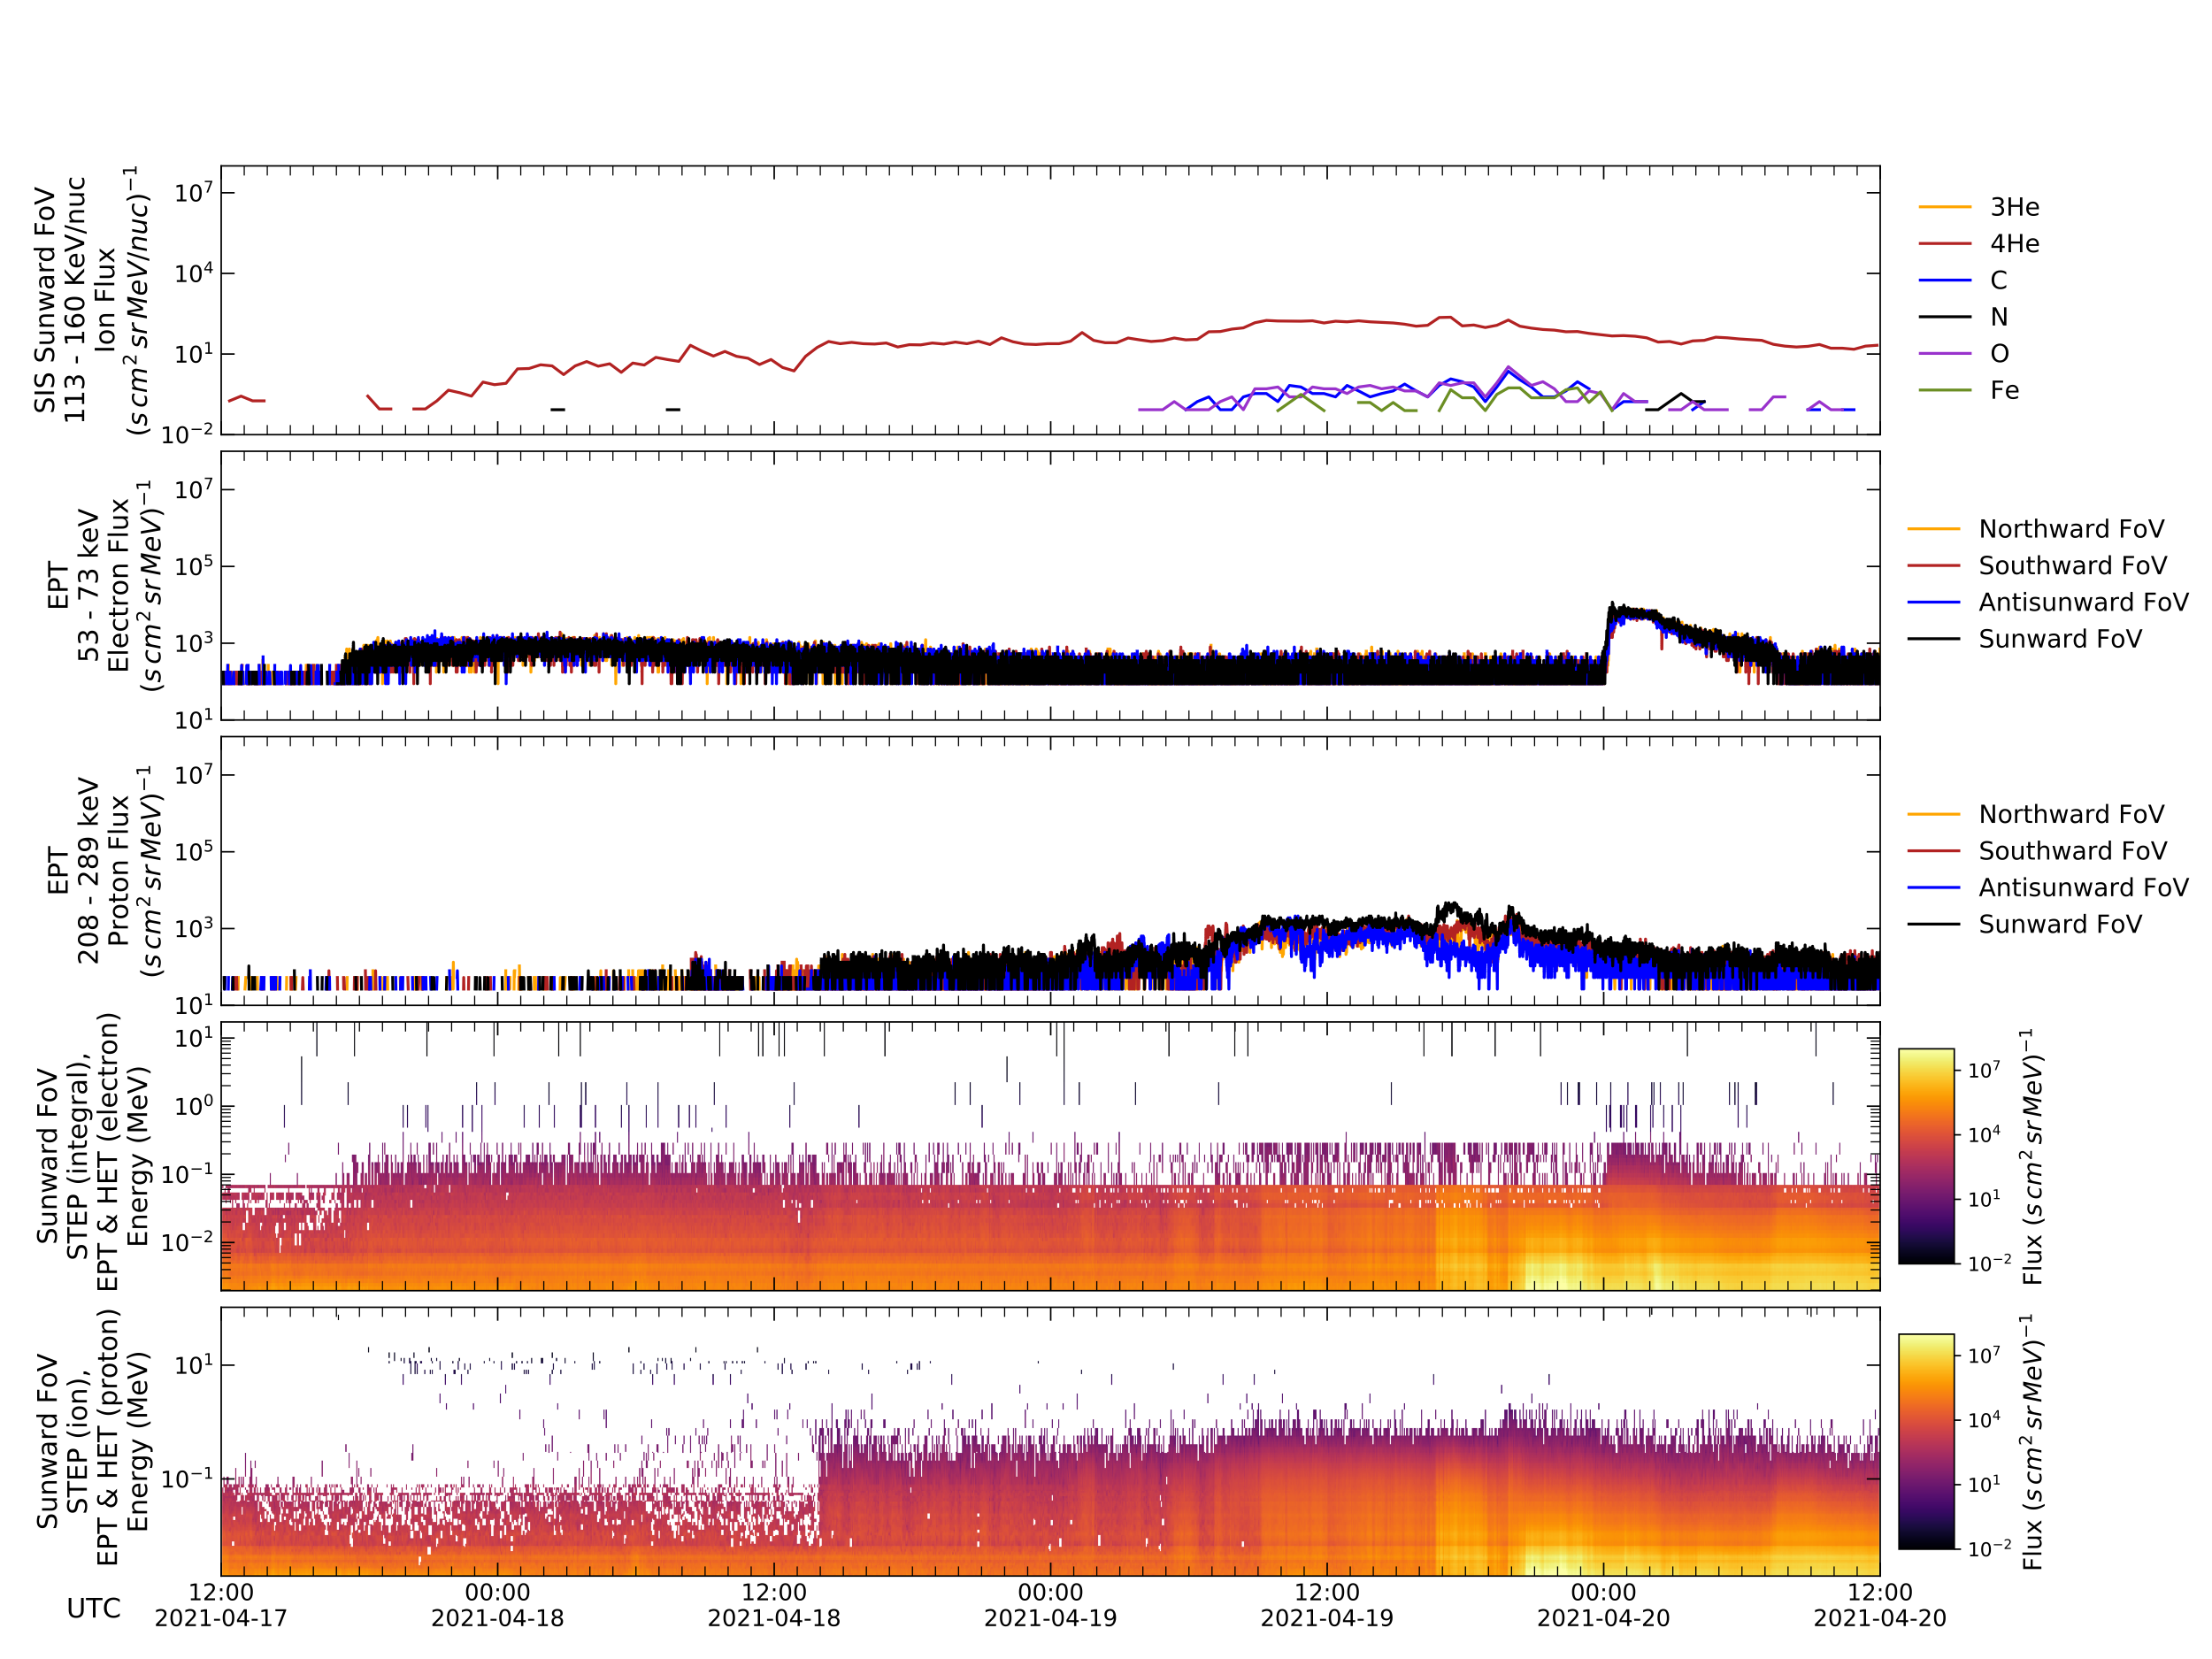 SIS Sunward FoV
113 - 160 KeV/nuc
Ion Flux
(s cm² sr MeV/nuc)⁻¹
10⁷
10⁴
10¹
10⁻²
3He
4He
C
N
O
Fe
EPT
53 - 73 keV
Electron Flux
(s cm² sr MeV)⁻¹
10⁷
10⁵
10³
10¹
Northward FoV
Southward FoV
Antisunward FoV
Sunward FoV
EPT
208 - 289 keV
Proton Flux
(s cm² sr MeV)⁻¹
10⁷
10⁵
10³
10¹
Northward FoV
Southward FoV
Antisunward FoV
Sunward FoV
Sunward FoV
STEP (integral),
EPT & HET (electron)
Energy (MeV)
10¹
10⁰
10⁻¹
10⁻²
10⁷
10⁴
10¹
10⁻²
Flux (s cm² sr MeV)⁻¹
Sunward FoV
STEP (ion),
EPT & HET (proton)
Energy (MeV)
10¹
10⁻¹
10⁷
10⁴
10¹
10⁻²
Flux (s cm² sr MeV)⁻¹
UTC
12:00
2021-04-17
00:00
2021-04-18
12:00
2021-04-18
00:00
2021-04-19
12:00
2021-04-19
00:00
2021-04-20
12:00
2021-04-20